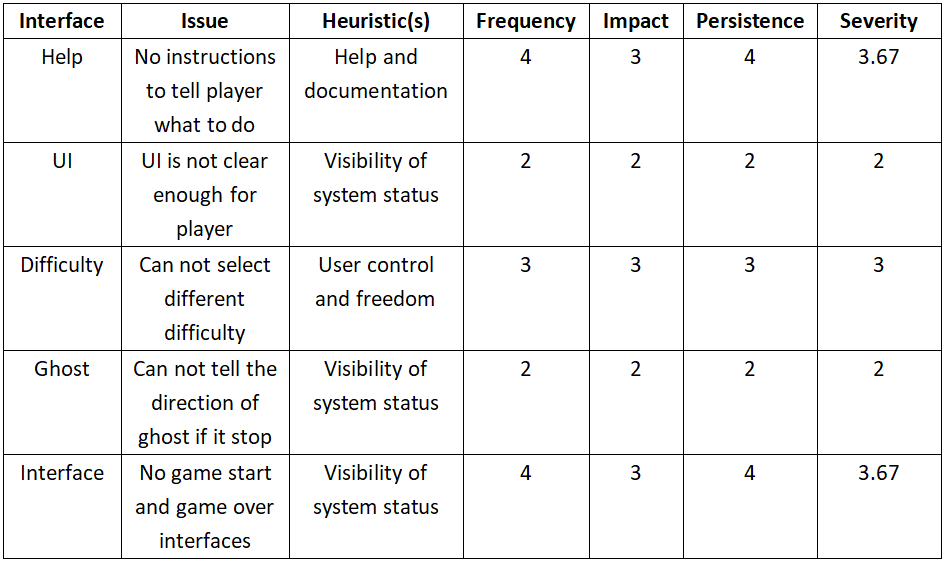 Interface Issue Heuristic(s) Frequency Impact Persistence Severity
Help No instructions Help and 4 3 4 3.67
to tell player documentation
what to do
UI UI is not clear Visibility of 2 2 2 2
enough for system status
player
Difficulty Can not select User control 3 3 3 3
different and freedom
difficulty
Ghost Can not tell the Visibility of 2 2 2 2
direction of system status
ghost if it stop
Interface No game start Visibility of 4 3 4 3.67
and game over system status
interfaces